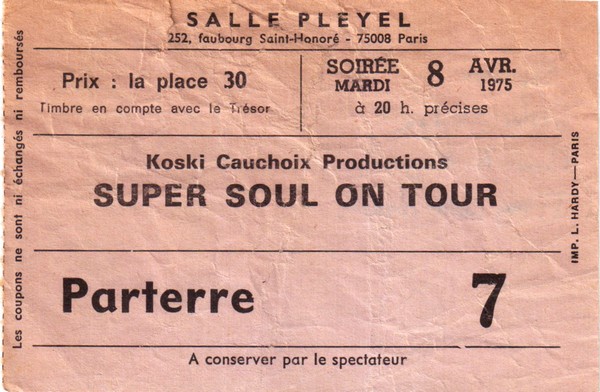 SALLE PLEYEL
252, faubourg Saint-Honoré - 75008 Paris
Prix : la place 30
Timbre en compte avec le Trésor
SOIRÉE 8 AVR.
MARDI 1975
à 20 h. précises
Koski Cauchoix Productions
SUPER SOUL ON TOUR
Parterre 7
A conserver par le spectateur
Les coupons ne sont ni échangés ni remboursés
IMP. L. HARDY—PARIS